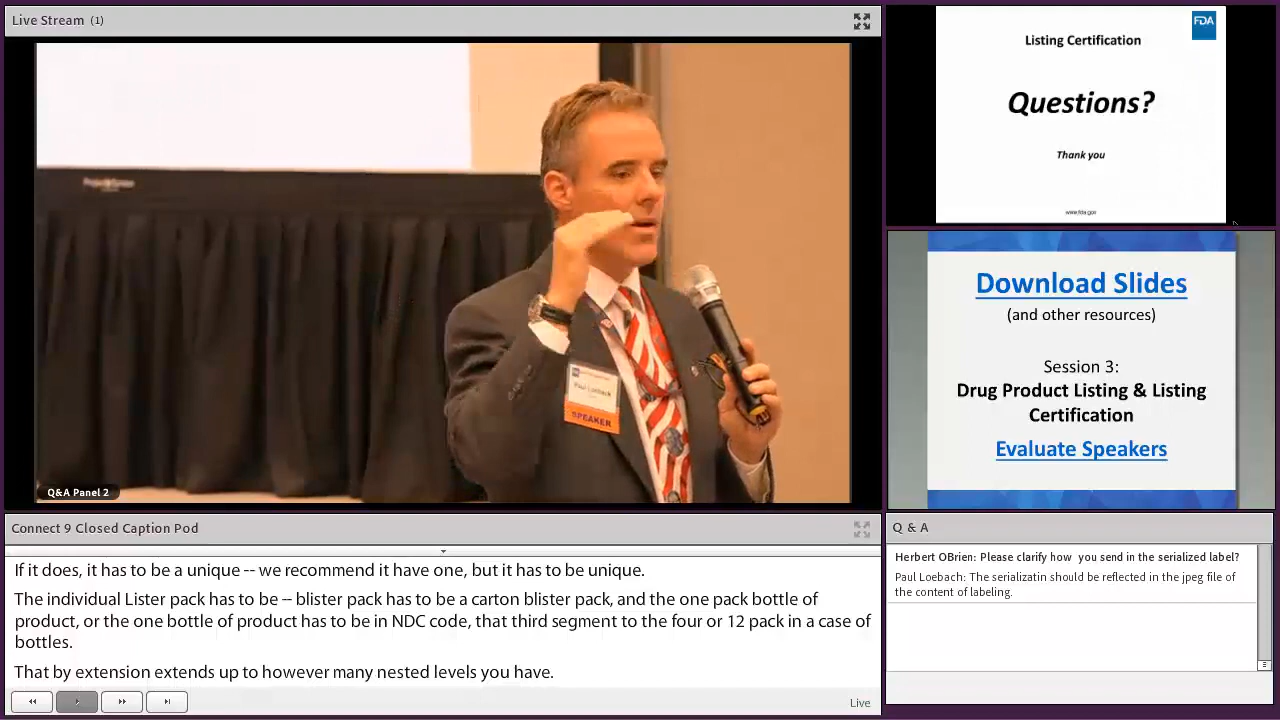 Live Stream (1)
Paul Loeback
SPEAKER
Q&A Panel 2
FDA
Listing Certification
Questions?
Thank you
www.fda.gov
Download Slides
(and other resources)
Session 3:
Drug Product Listing & Listing
Certification
Evaluate Speakers
Connect 9 Closed Caption Pod
If it does, it has to be a unique -- we recommend it have one, but it has to be unique.
The individual Lister pack has to be -- blister pack has to be a carton blister pack, and the one pack bottle of
product, or the one bottle of product has to be in NDC code, that third segment to the four or 12 pack in a case of
bottles.
That by extension extends up to however many nested levels you have.
Live
Q & A
Herbert OBrien: Please clarify how you send in the serialized label?
Paul Loebach: The serializatin should be reflected in the jpeg file of
the content of labeling.